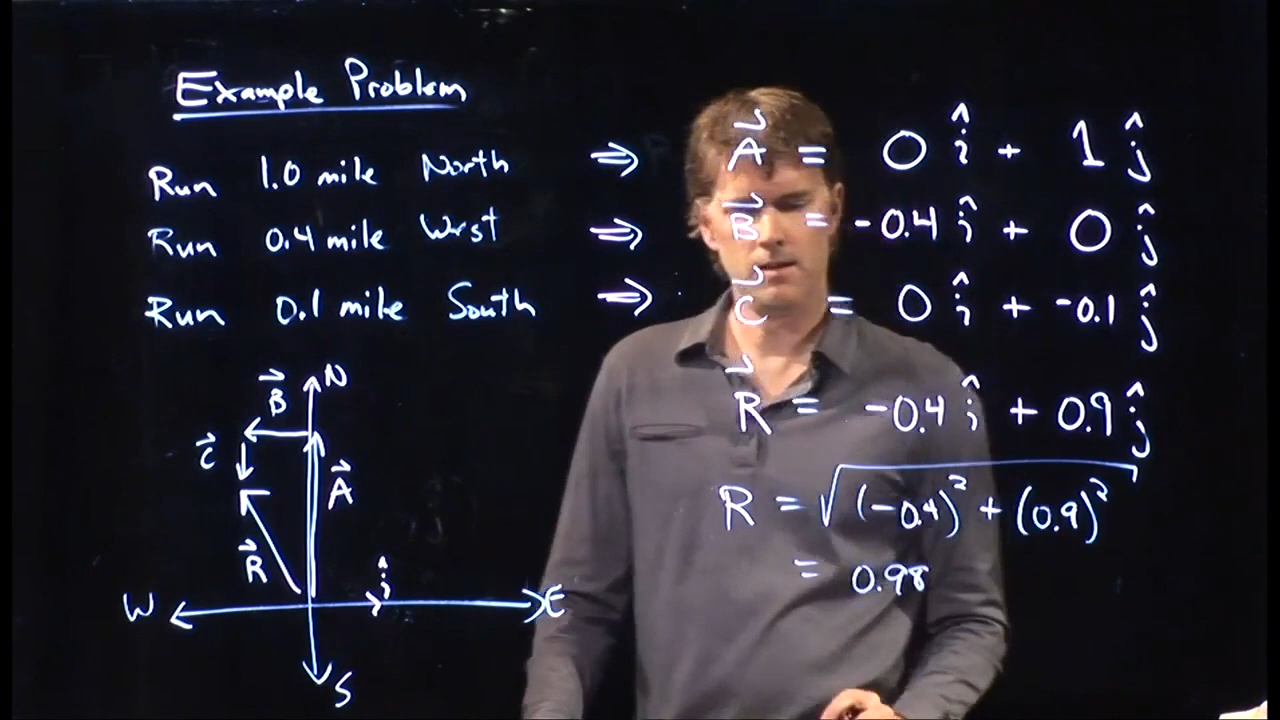 Example Problem
Run 1.0 mile North ⇒ A⃗ = 0 î + 1 ĵ
Run 0.4 mile West ⇒ B⃗ = -0.4 î + 0 ĵ
Run 0.1 mile South ⇒ C⃗ = 0 î + -0.1 ĵ
R⃗ = -0.4 î + 0.9 ĵ
R = √((-0.4)² + (0.9)²)
= 0.98
N
B⃗
C⃗
A⃗
R⃗
î
W
E
S